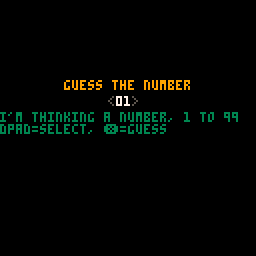 GUESS THE NUMBER
<01>
I'M THINKING A NUMBER, 1 TO 99
DPAD=SELECT, ❎=GUESS